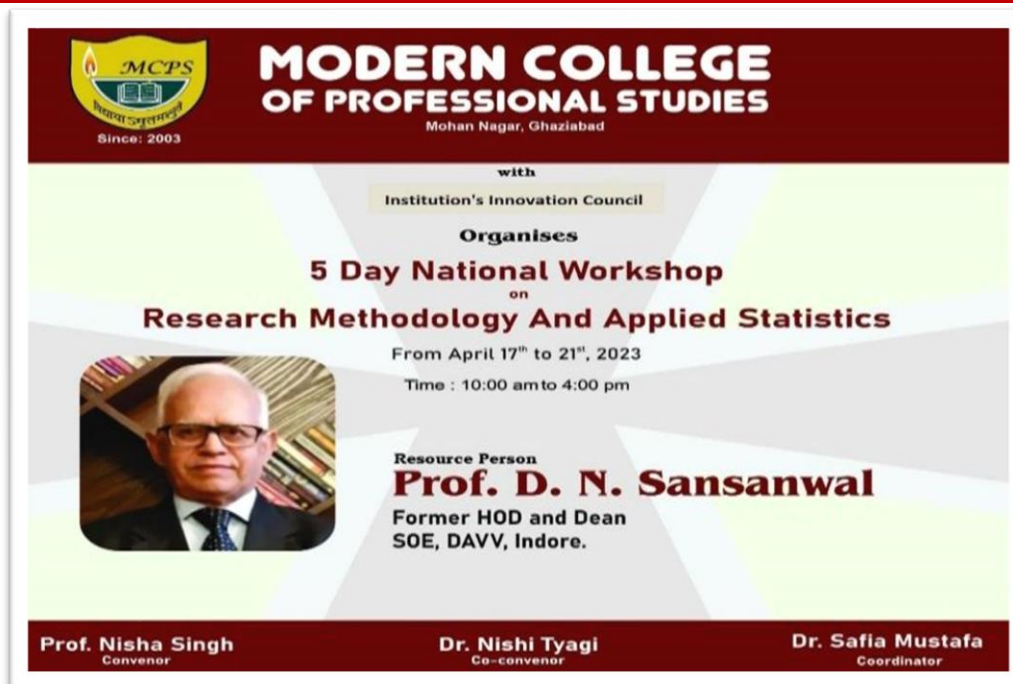 MCPS
विद्यया ऽमृतमश्नुते
Since: 2003
MODERN COLLEGE
OF PROFESSIONAL STUDIES
Mohan Nagar, Ghaziabad
with
Institution's Innovation Council
Organises
5 Day National Workshop
on
Research Methodology And Applied Statistics
From April 17th to 21st, 2023
Time : 10:00 am to 4:00 pm
Resource Person
Prof. D. N. Sansanwal
Former HOD and Dean
SOE, DAVV, Indore.
Prof. Nisha Singh
Convenor
Dr. Nishi Tyagi
Co-convenor
Dr. Safia Mustafa
Coordinator